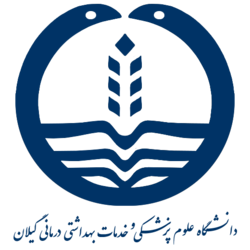 دانشگاه علوم پزشکی و خدمات بهداشتی درمانی گیلان